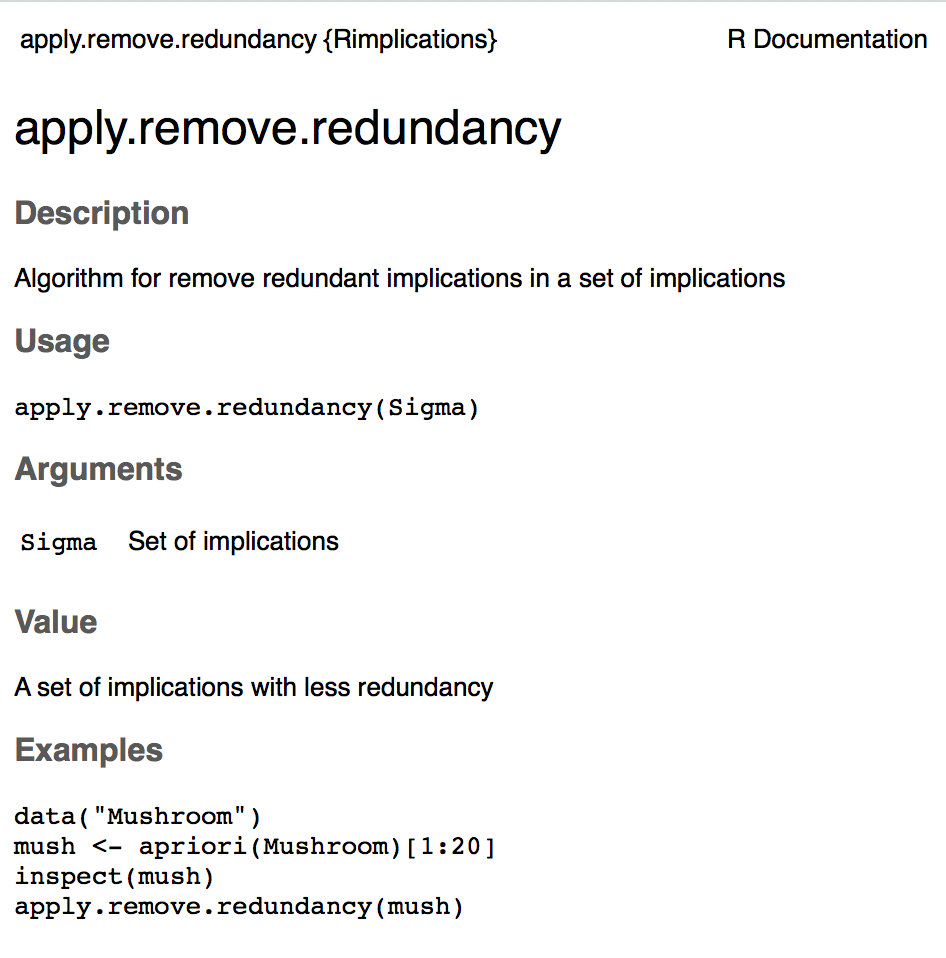 apply.remove.redundancy {Rimplications} R Documentation
apply.remove.redundancy
Description
Algorithm for remove redundant implications in a set of implications
Usage
apply.remove.redundancy(Sigma)
Arguments
Sigma Set of implications
Value
A set of implications with less redundancy
Examples
data("Mushroom")
mush <- apriori(Mushroom)[1:20]
inspect(mush)
apply.remove.redundancy(mush)